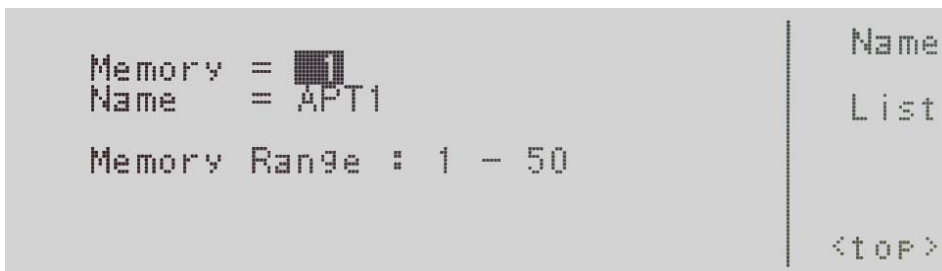 Memory = 1
Name = APT1
Memory Range : 1 - 50
Name
List
<top>